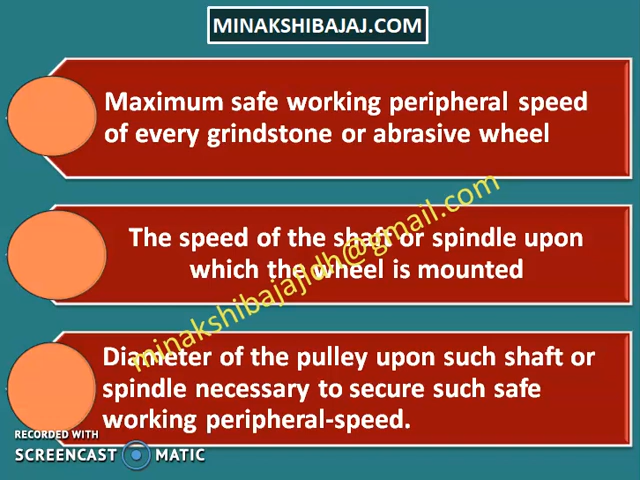 MINAKSHIBAJAJ.COM
Maximum safe working peripheral speed
of every grindstone or abrasive wheel
The speed of the shaft or spindle upon
which the wheel is mounted
minakshibajajjdh@gmail.com
Diameter of the pulley upon such shaft or
spindle necessary to secure such safe
working peripheral-speed.
RECORDED WITH
SCREENCAST MATIC